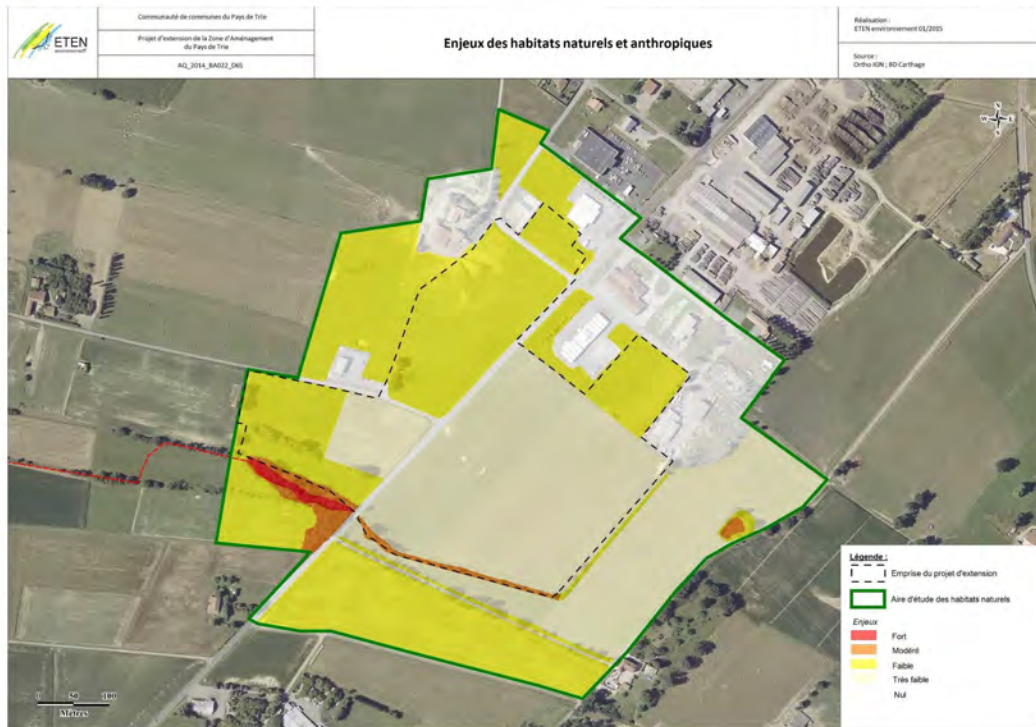 ETEN
environnement
Communauté de communes du Pays de Trie
Projet d'extension de la Zone d'Aménagement
du Pays de Trie
AQ_2014_BA022_D65
Enjeux des habitats naturels et anthropiques
Réalisation :
ETEN environnement 01/2015
Source :
Ortho IGN ; BD Carthage
N
W E
S
Légende :
Emprise du projet d'extension
Aire d'étude des habitats naturels
Enjeux
Fort
Modéré
Faible
Très faible
Nul
0 50 100
Mètres